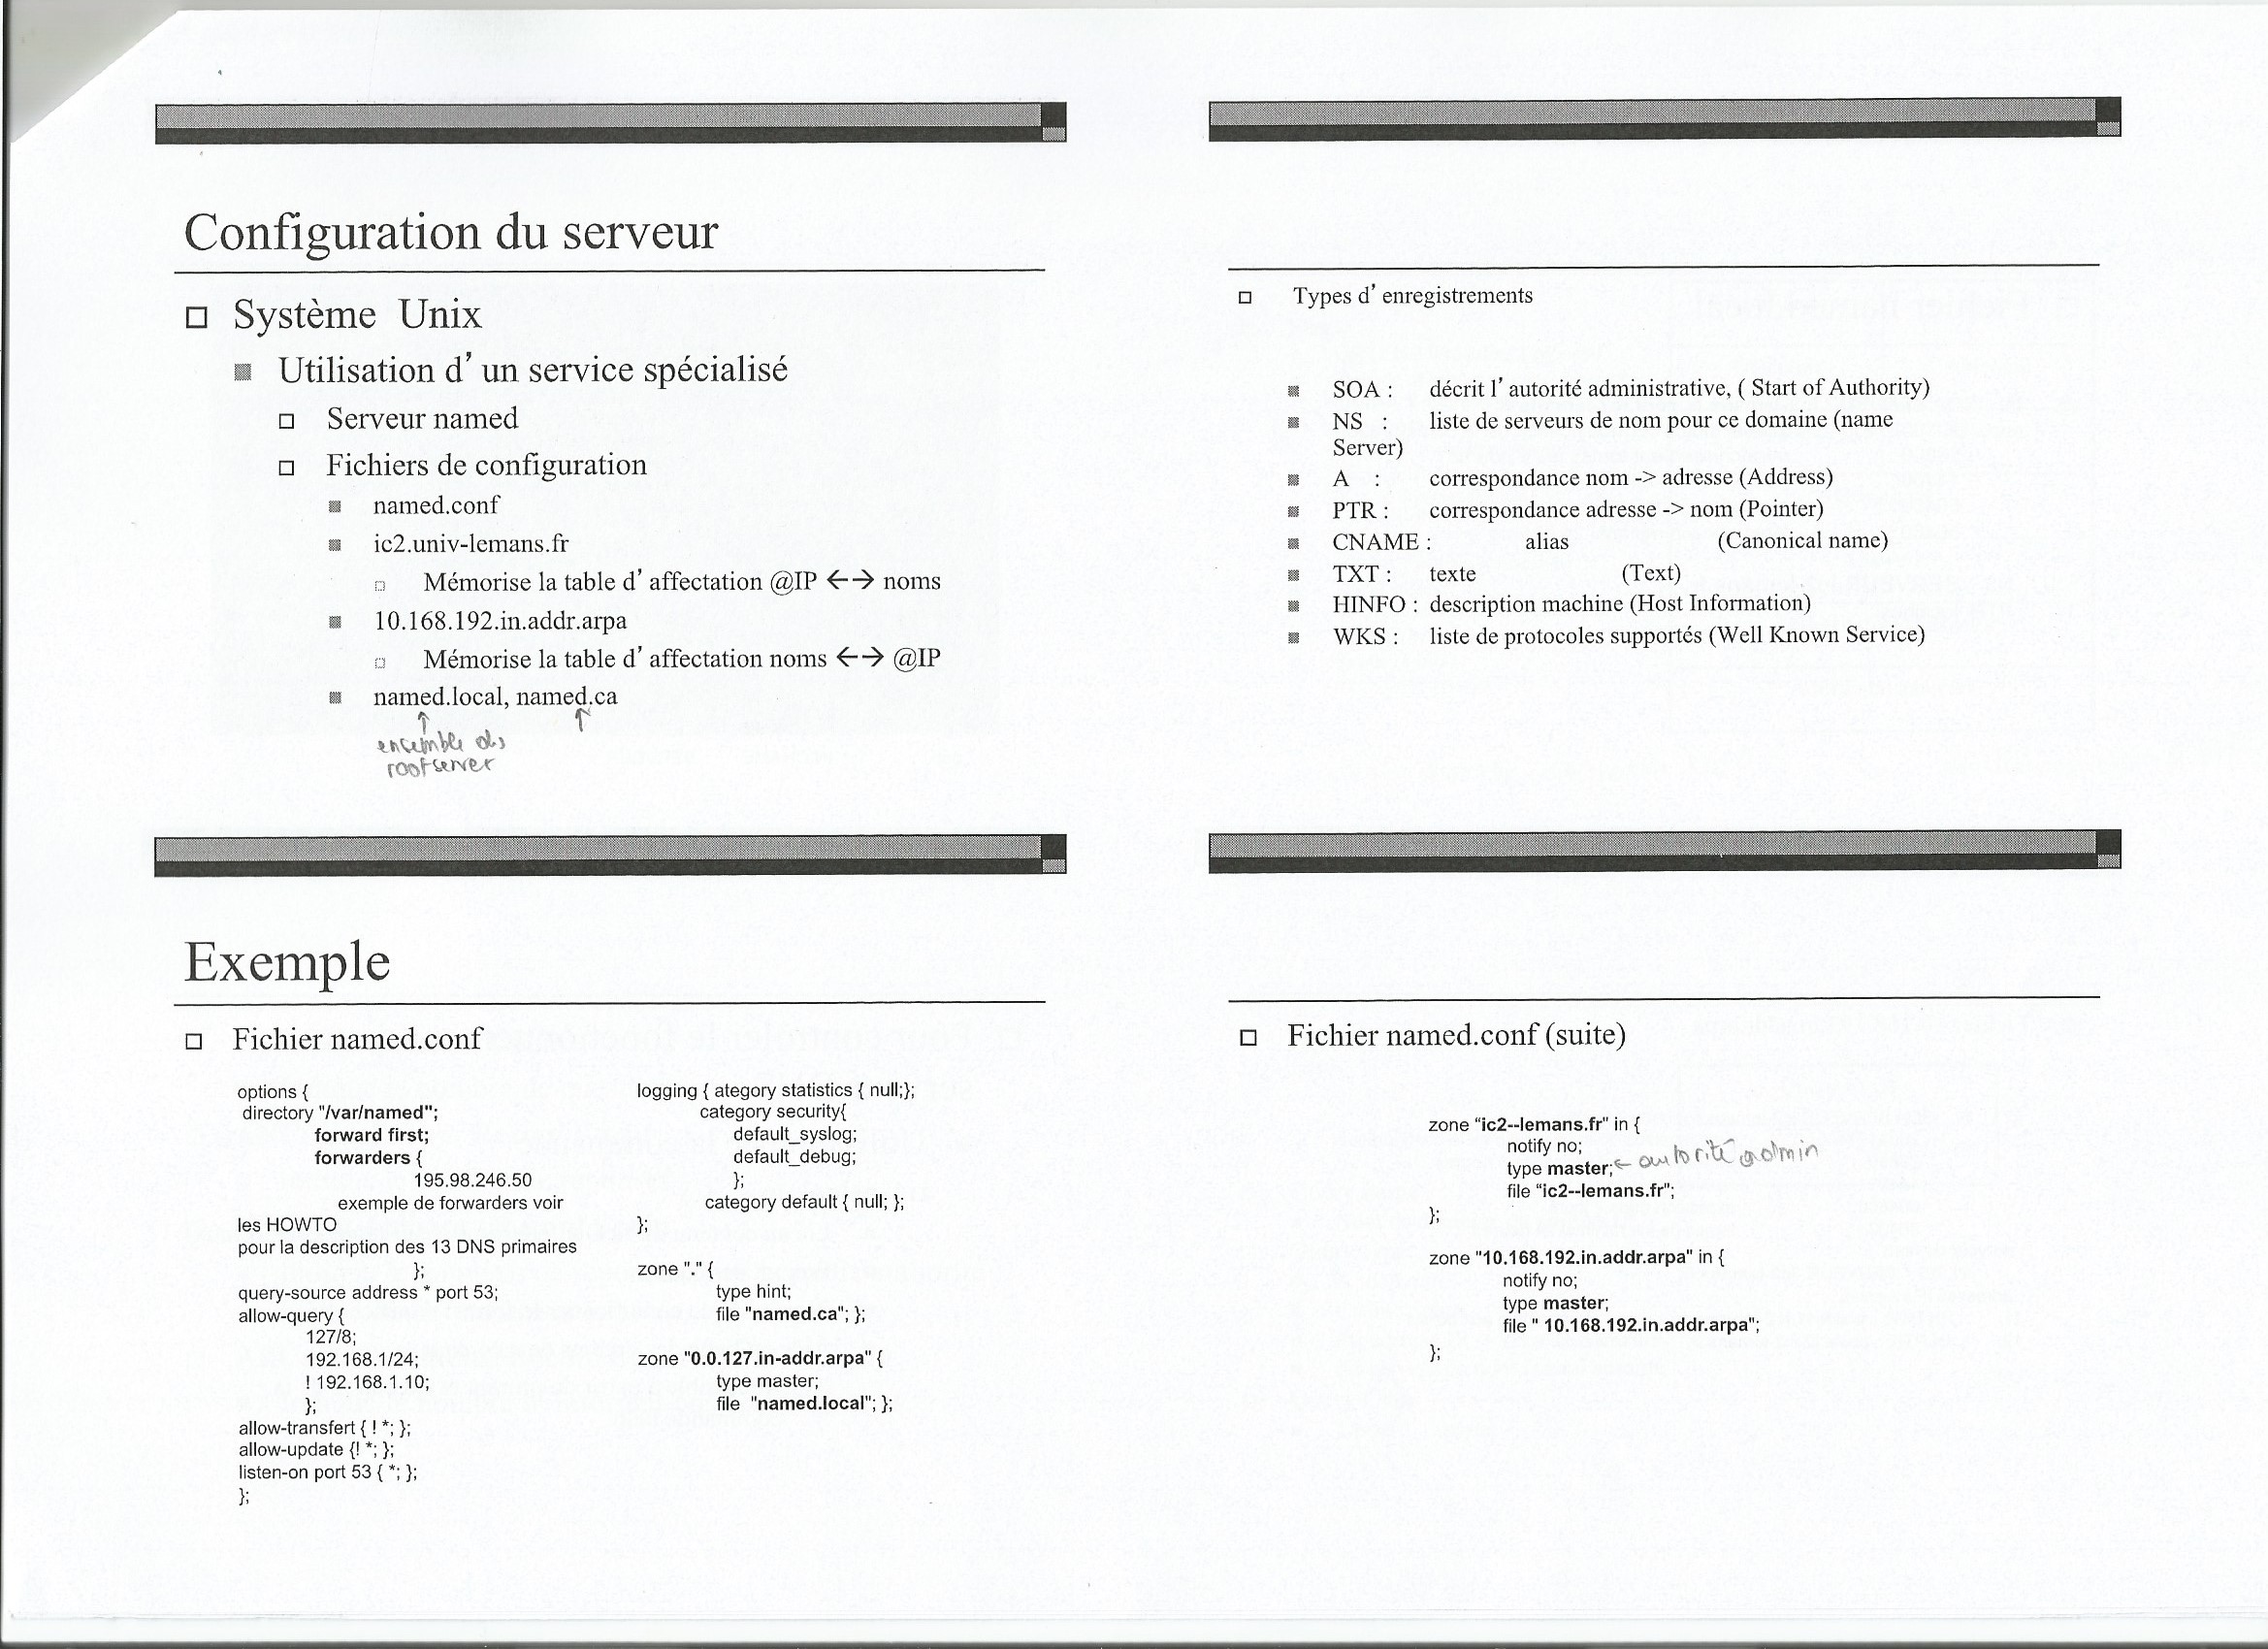 Configuration du serveur
Système Unix
Utilisation d' un service spécialisé
Serveur named
Fichiers de configuration
named.conf
ic2.univ-lemans.fr
Mémorise la table d' affectation @IP <--> noms
10.168.192.in.addr.arpa
Mémorise la table d' affectation noms <--> @IP
named.local, named.ca
ensemble des
rootserver
Types d' enregistrements
SOA : décrit l' autorité administrative, ( Start of Authority)
NS : liste de serveurs de nom pour ce domaine (name
Server)
A : correspondance nom -> adresse (Address)
PTR : correspondance adresse -> nom (Pointer)
CNAME : alias (Canonical name)
TXT : texte (Text)
HINFO : description machine (Host Information)
WKS : liste de protocoles supportés (Well Known Service)
Exemple
Fichier named.conf
options {
directory "/var/named";
forward first;
forwarders {
195.98.246.50
exemple de forwarders voir
les HOWTO
pour la description des 13 DNS primaires
};
query-source address * port 53;
allow-query {
127/8;
192.168.1/24;
! 192.168.1.10;
};
allow-transfert { ! *; };
allow-update {! *; };
listen-on port 53 { *; };
};
logging { ategory statistics { null;};
category security{
default_syslog;
default_debug;
};
category default { null; };
};
zone "." {
type hint;
file "named.ca"; };
zone "0.0.127.in-addr.arpa" {
type master;
file "named.local"; };
Fichier named.conf (suite)
zone “ic2--lemans.fr” in {
notify no;
type master; ← autorité admin
file “ic2--lemans.fr";
};
zone "10.168.192.in.addr.arpa" in {
notify no;
type master;
file " 10.168.192.in.addr.arpa";
};